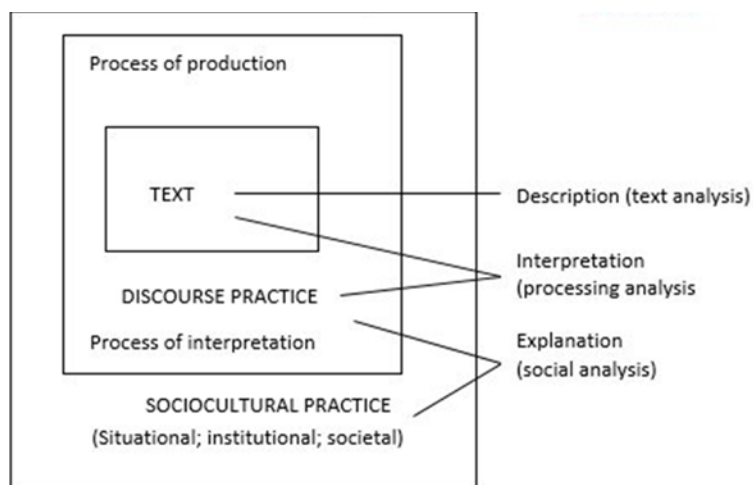 Process of production
TEXT
Description (text analysis)
Interpretation
(processing analysis
DISCOURSE PRACTICE
Process of interpretation
Explanation
(social analysis)
SOCIOCULTURAL PRACTICE
(Situational; institutional; societal)